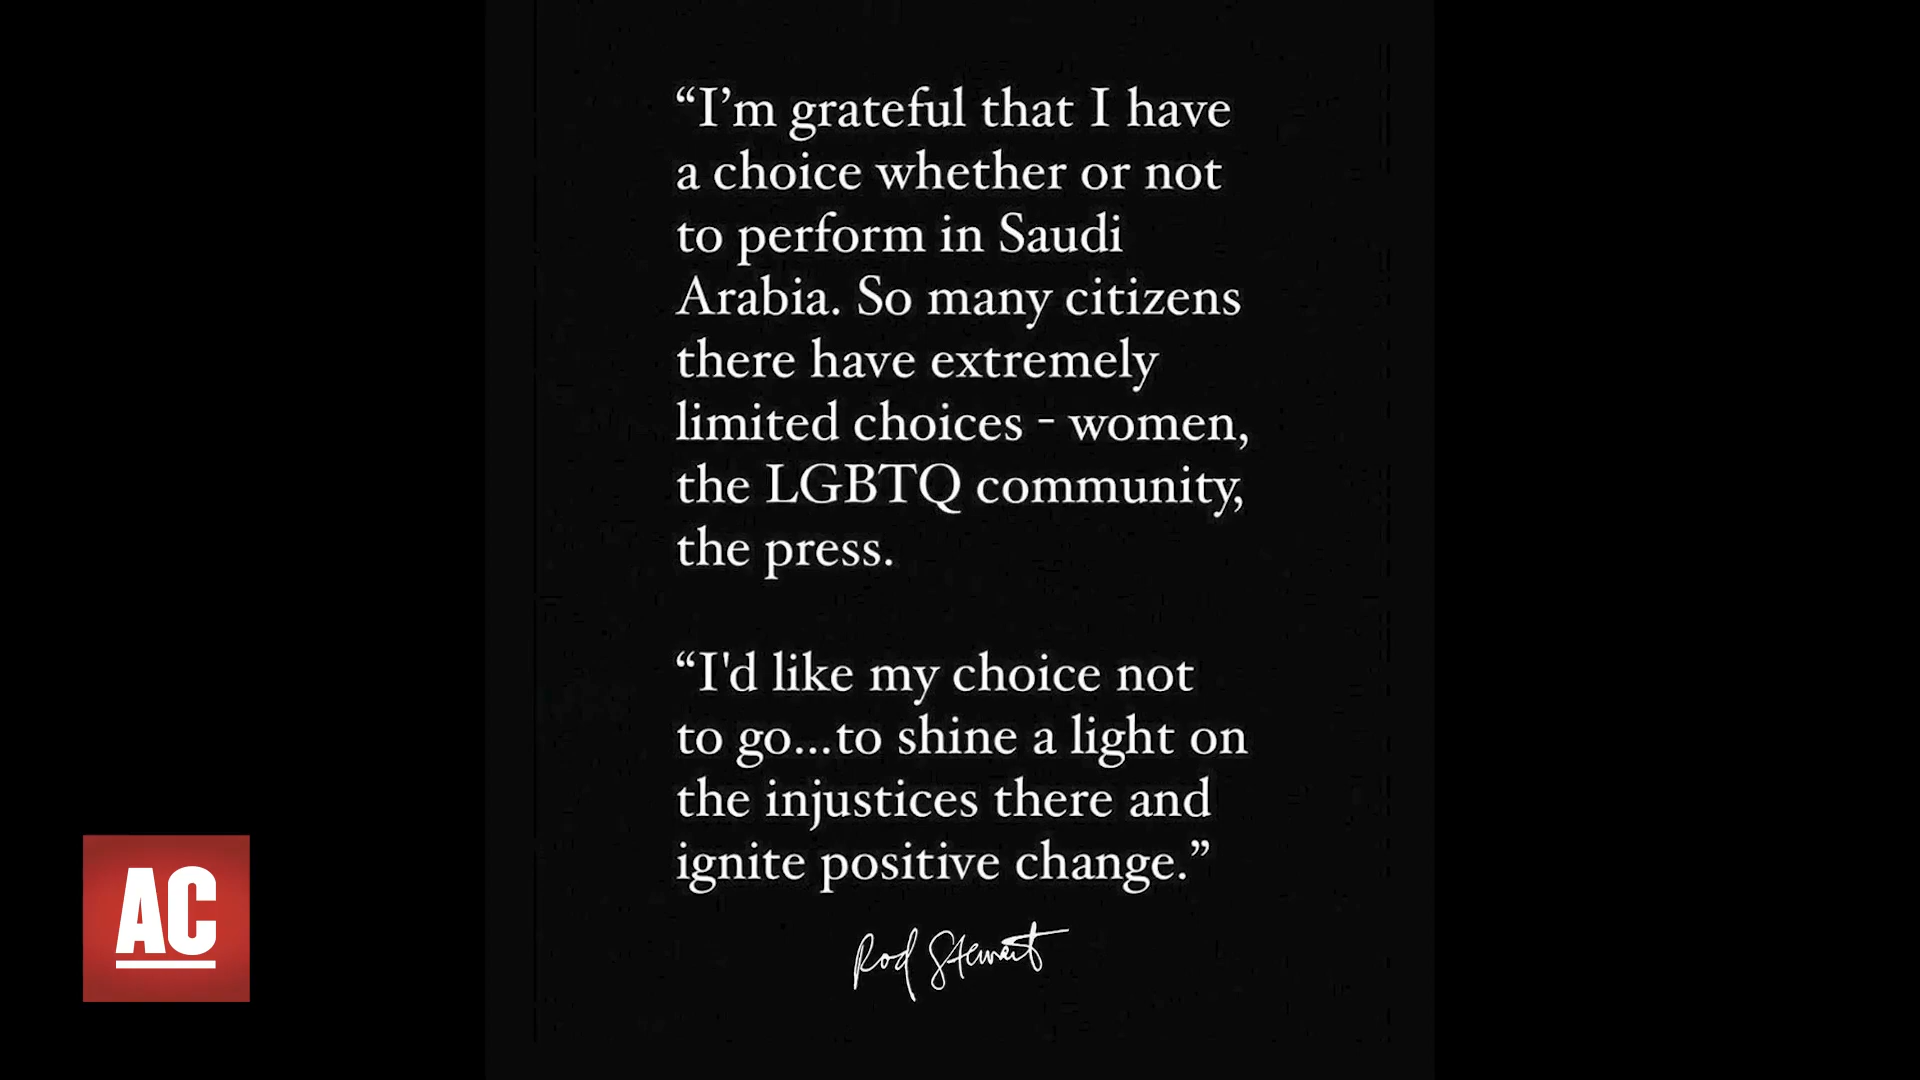 “I’m grateful that I have
a choice whether or not
to perform in Saudi
Arabia. So many citizens
there have extremely
limited choices - women,
the LGBTQ community,
the press.
“I'd like my choice not
to go...to shine a light on
the injustices there and
ignite positive change.”
Rod Stewart
AC